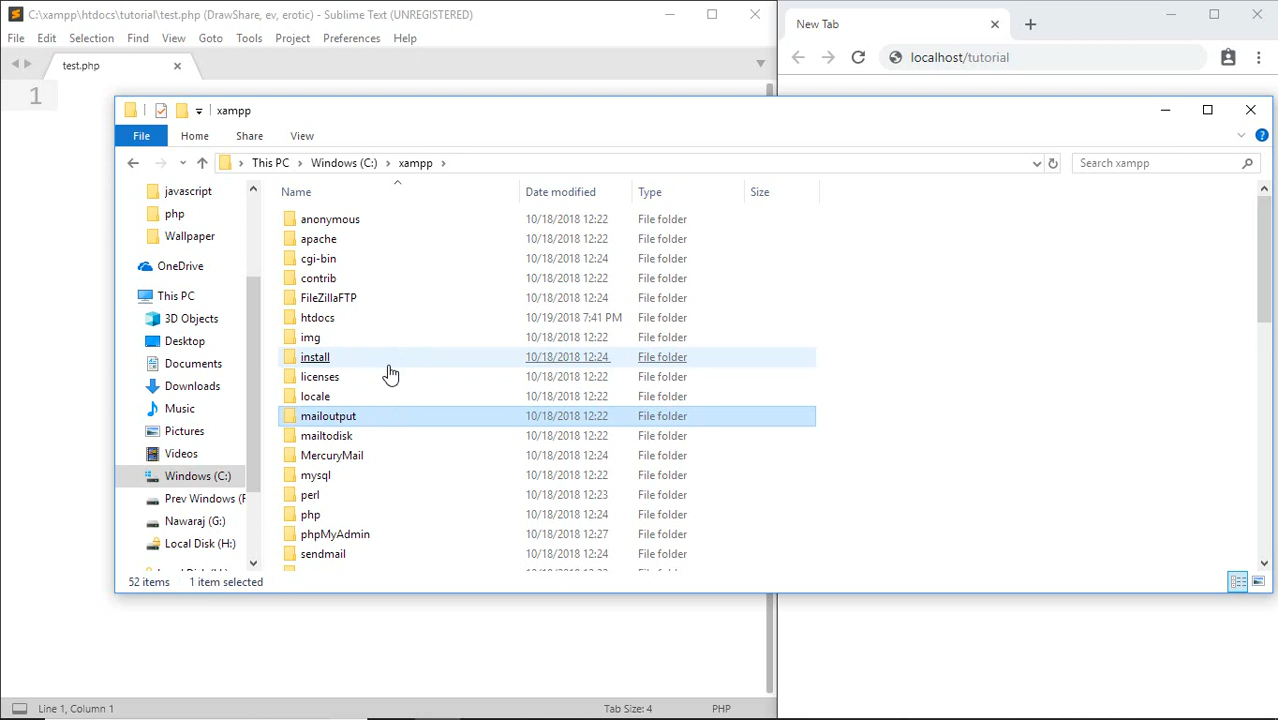 C:\xampp\htdocs\tutorial\test.php (DrawShare, ev, erotic) - Sublime Text (UNREGISTERED)
File Edit Selection Find View Goto Tools Project Preferences Help
test.php
1
New Tab
localhost/tutorial
xampp
File Home Share View
This PC Windows (C:) xampp
Search xampp
Name Date modified Type Size
javascript
php
Wallpaper
OneDrive
This PC
3D Objects
Desktop
Documents
Downloads
Music
Pictures
Videos
Windows (C:)
Prev Windows (F
Nawaraj (G:)
Local Disk (H:)
anonymous 10/18/2018 12:22 File folder
apache 10/18/2018 12:22 File folder
cgi-bin 10/18/2018 12:24 File folder
contrib 10/18/2018 12:22 File folder
FileZillaFTP 10/18/2018 12:24 File folder
htdocs 10/19/2018 7:41 PM File folder
img 10/18/2018 12:22 File folder
install 10/18/2018 12:24 File folder
licenses 10/18/2018 12:22 File folder
locale 10/18/2018 12:22 File folder
mailoutput 10/18/2018 12:22 File folder
mailtodisk 10/18/2018 12:22 File folder
MercuryMail 10/18/2018 12:24 File folder
mysql 10/18/2018 12:22 File folder
perl 10/18/2018 12:23 File folder
php 10/18/2018 12:24 File folder
phpMyAdmin 10/18/2018 12:27 File folder
sendmail 10/18/2018 12:24 File folder
52 items 1 item selected
Line 1, Column 1 Tab Size: 4 PHP